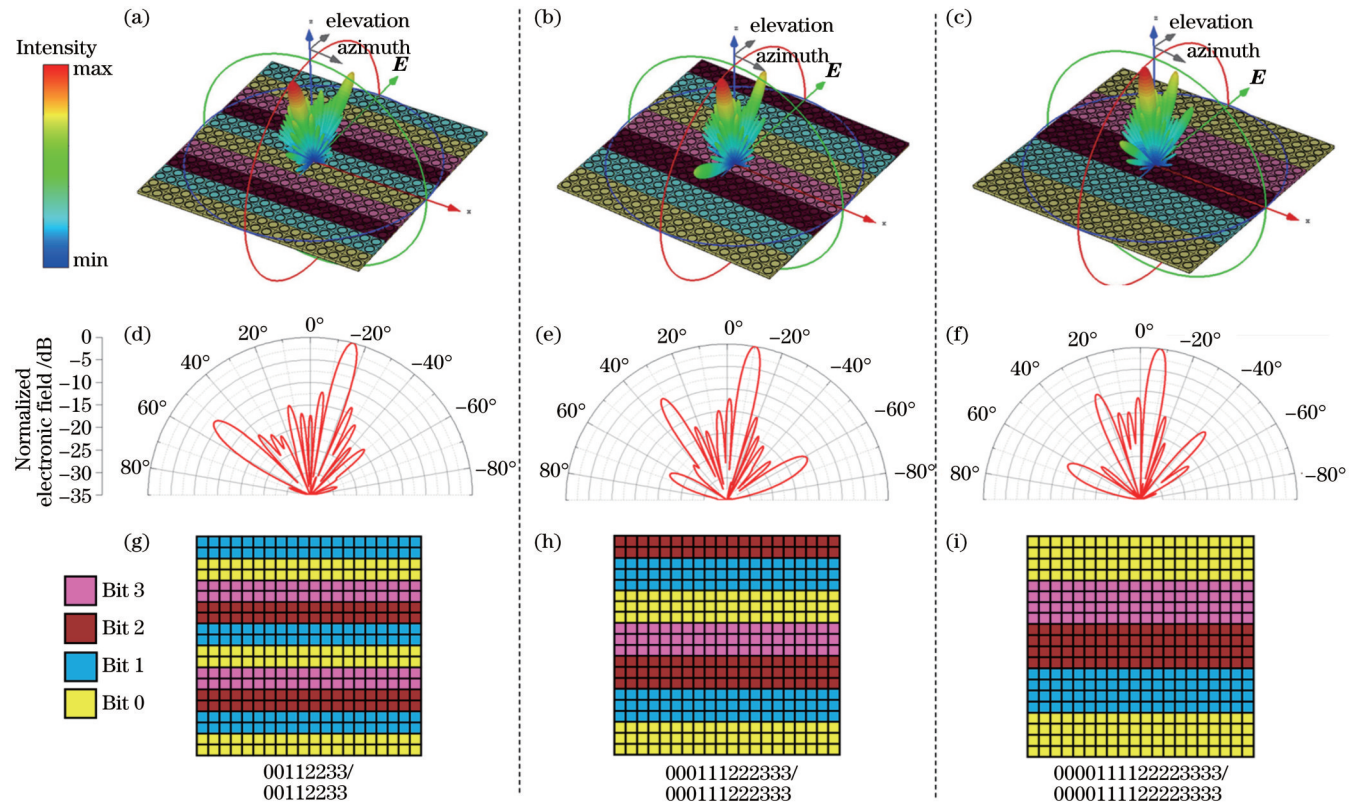 (a)
(b)
(c)
Intensity
max
min
z
elevation
azimuth
E
x
z
elevation
azimuth
E
x
z
elevation
azimuth
E
x
(d)
(e)
(f)
Normalized
electronic field /dB
0
−5
−10
−15
−20
−25
−30
−35
80°
60°
40°
20°
0°
−20°
−40°
−60°
−80°
80°
60°
40°
20°
0°
−20°
−40°
−60°
−80°
80°
60°
40°
20°
0°
−20°
−40°
−60°
−80°
(g)
(h)
(i)
Bit 3
Bit 2
Bit 1
Bit 0
00112233/
00112233
000111222333/
000111222333
0000111122223333/
0000111122223333